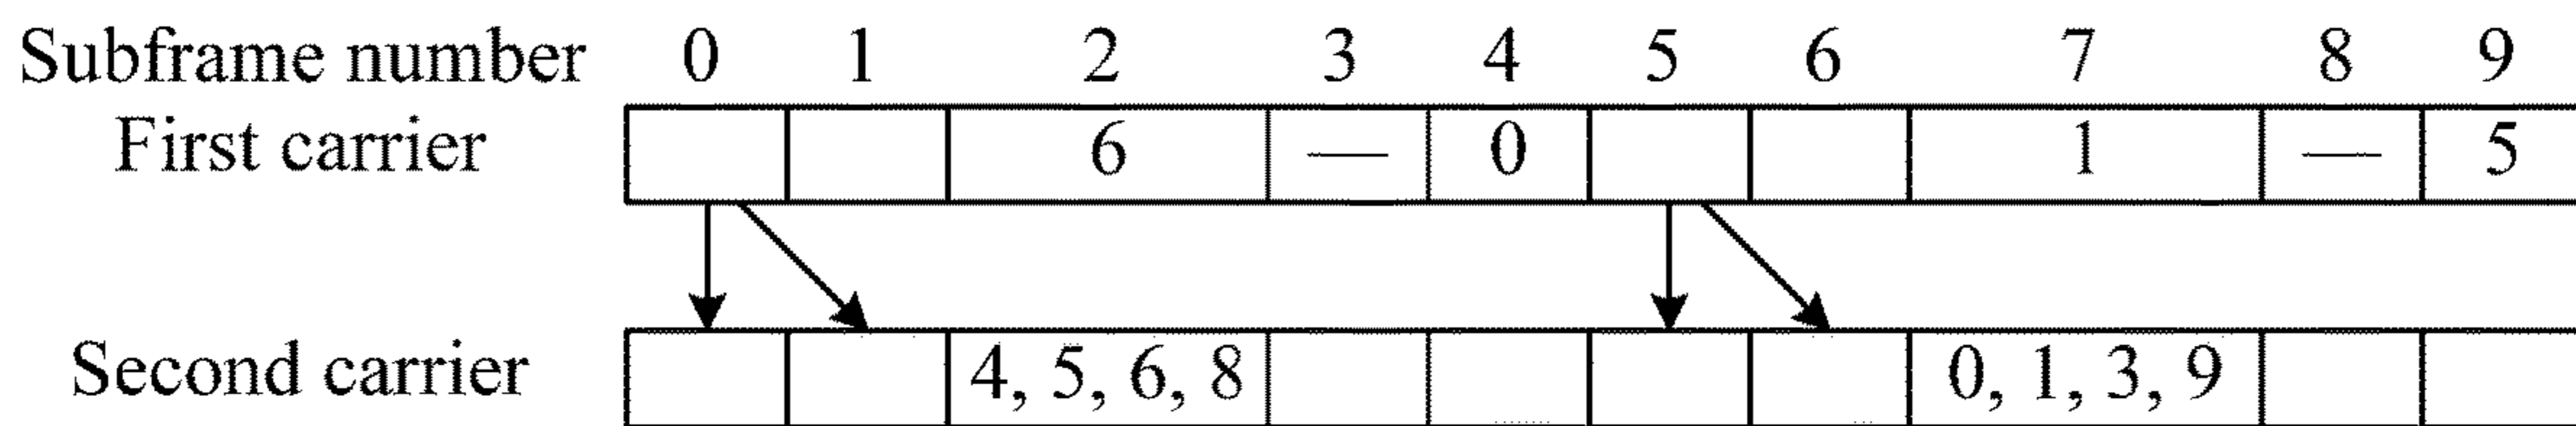 Subframe number 0 1 2 3 4 5 6 7 8 9
First carrier 6 — 0 1 — 5
Second carrier 4, 5, 6, 8 0, 1, 3, 9